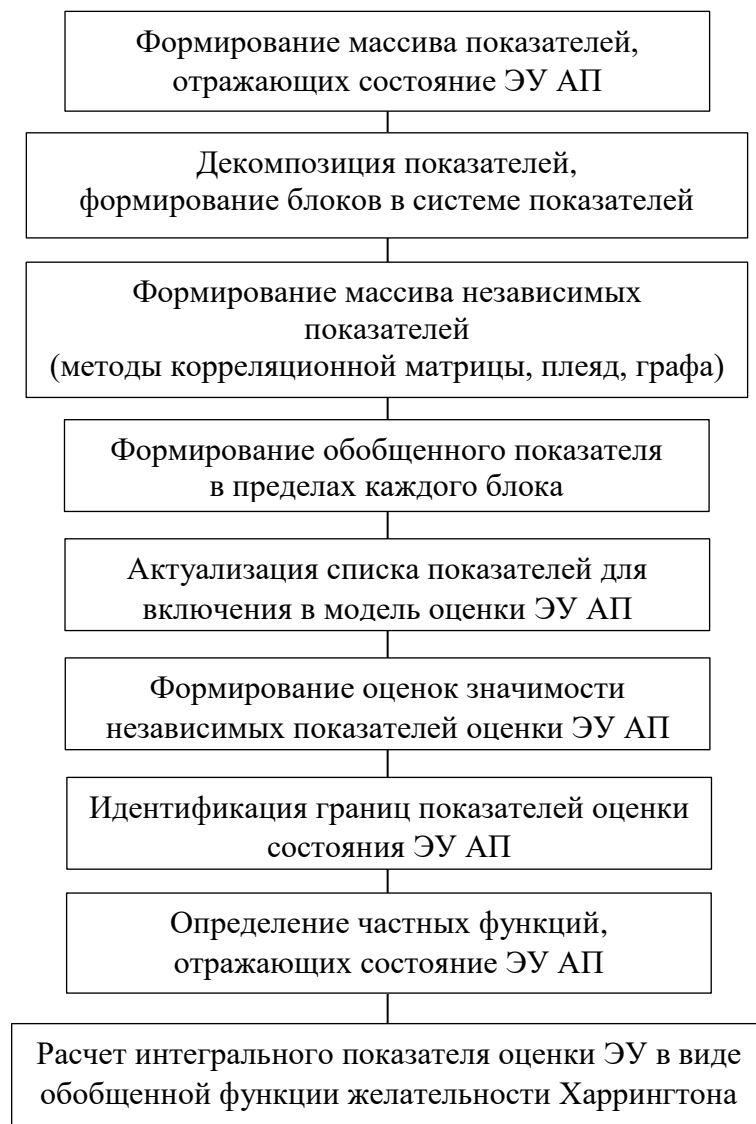 Формирование массива показателей,
отражающих состояние ЭУ АП
Декомпозиция показателей,
формирование блоков в системе показателей
Формирование массива независимых
показателей
(методы корреляционной матрицы, плеяд, графа)
Формирование обобщенного показателя
в пределах каждого блока
Актуализация списка показателей для
включения в модель оценки ЭУ АП
Формирование оценок значимости
независимых показателей оценки ЭУ АП
Идентификация границ показателей оценки
состояния ЭУ АП
Определение частных функций,
отражающих состояние ЭУ АП
Расчет интегрального показателя оценки ЭУ в виде
обобщенной функции желательности Харрингтона